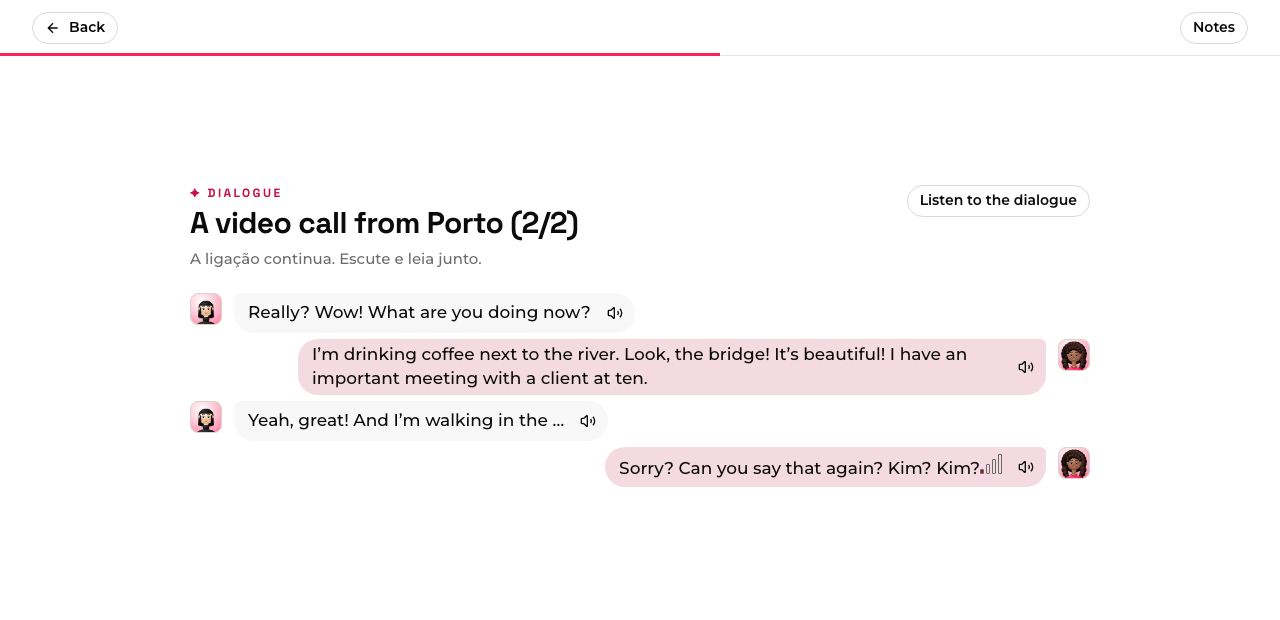 Back
Notes
DIALOGUE
A video call from Porto (2/2)
Listen to the dialogue
A ligação continua. Escute e leia junto.
Really? Wow! What are you doing now?
I’m drinking coffee next to the river. Look, the bridge! It’s beautiful! I have an
important meeting with a client at ten.
Yeah, great! And I’m walking in the ...
Sorry? Can you say that again? Kim? Kim?